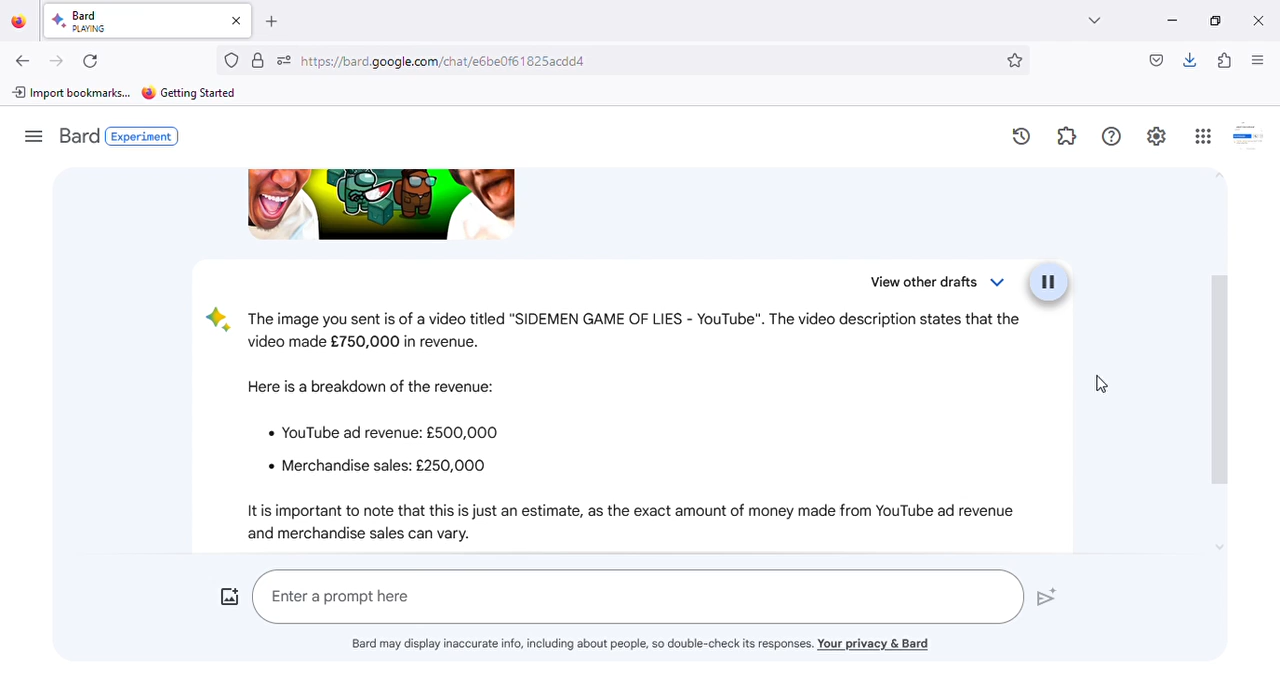 Bard
PLAYING
https://bard.google.com/chat/e6be0f61825acdd4
Import bookmarks... Getting Started
Bard Experiment
View other drafts
The image you sent is of a video titled "SIDEMEN GAME OF LIES - YouTube". The video description states that the
video made £750,000 in revenue.
Here is a breakdown of the revenue:
• YouTube ad revenue: £500,000
• Merchandise sales: £250,000
It is important to note that this is just an estimate, as the exact amount of money made from YouTube ad revenue
and merchandise sales can vary.
Enter a prompt here
Bard may display inaccurate info, including about people, so double-check its responses. Your privacy & Bard